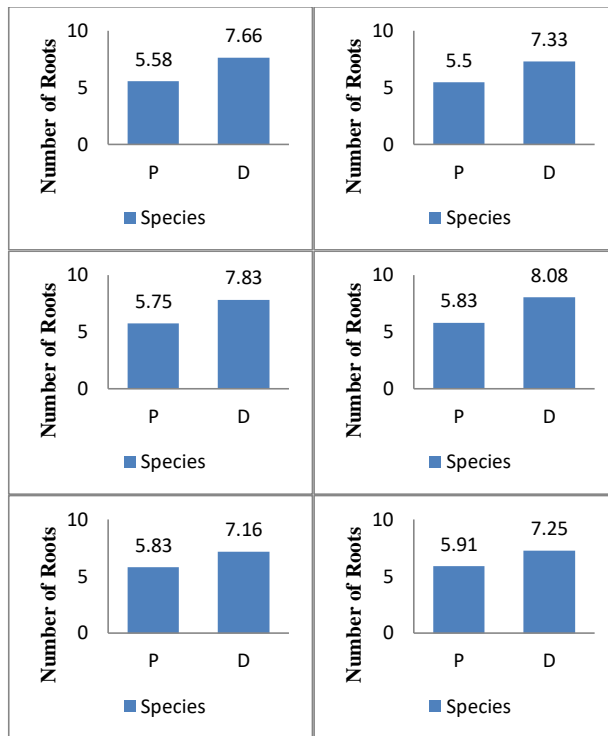 Number of Roots
10
5
0
5.58
7.66
P
D
Species
Number of Roots
10
5
0
5.5
7.33
P
D
Species
Number of Roots
10
5
0
5.75
7.83
P
D
Species
Number of Roots
10
5
0
5.83
8.08
P
D
Species
Number of Roots
10
5
0
5.83
7.16
P
D
Species
Number of Roots
10
5
0
5.91
7.25
P
D
Species